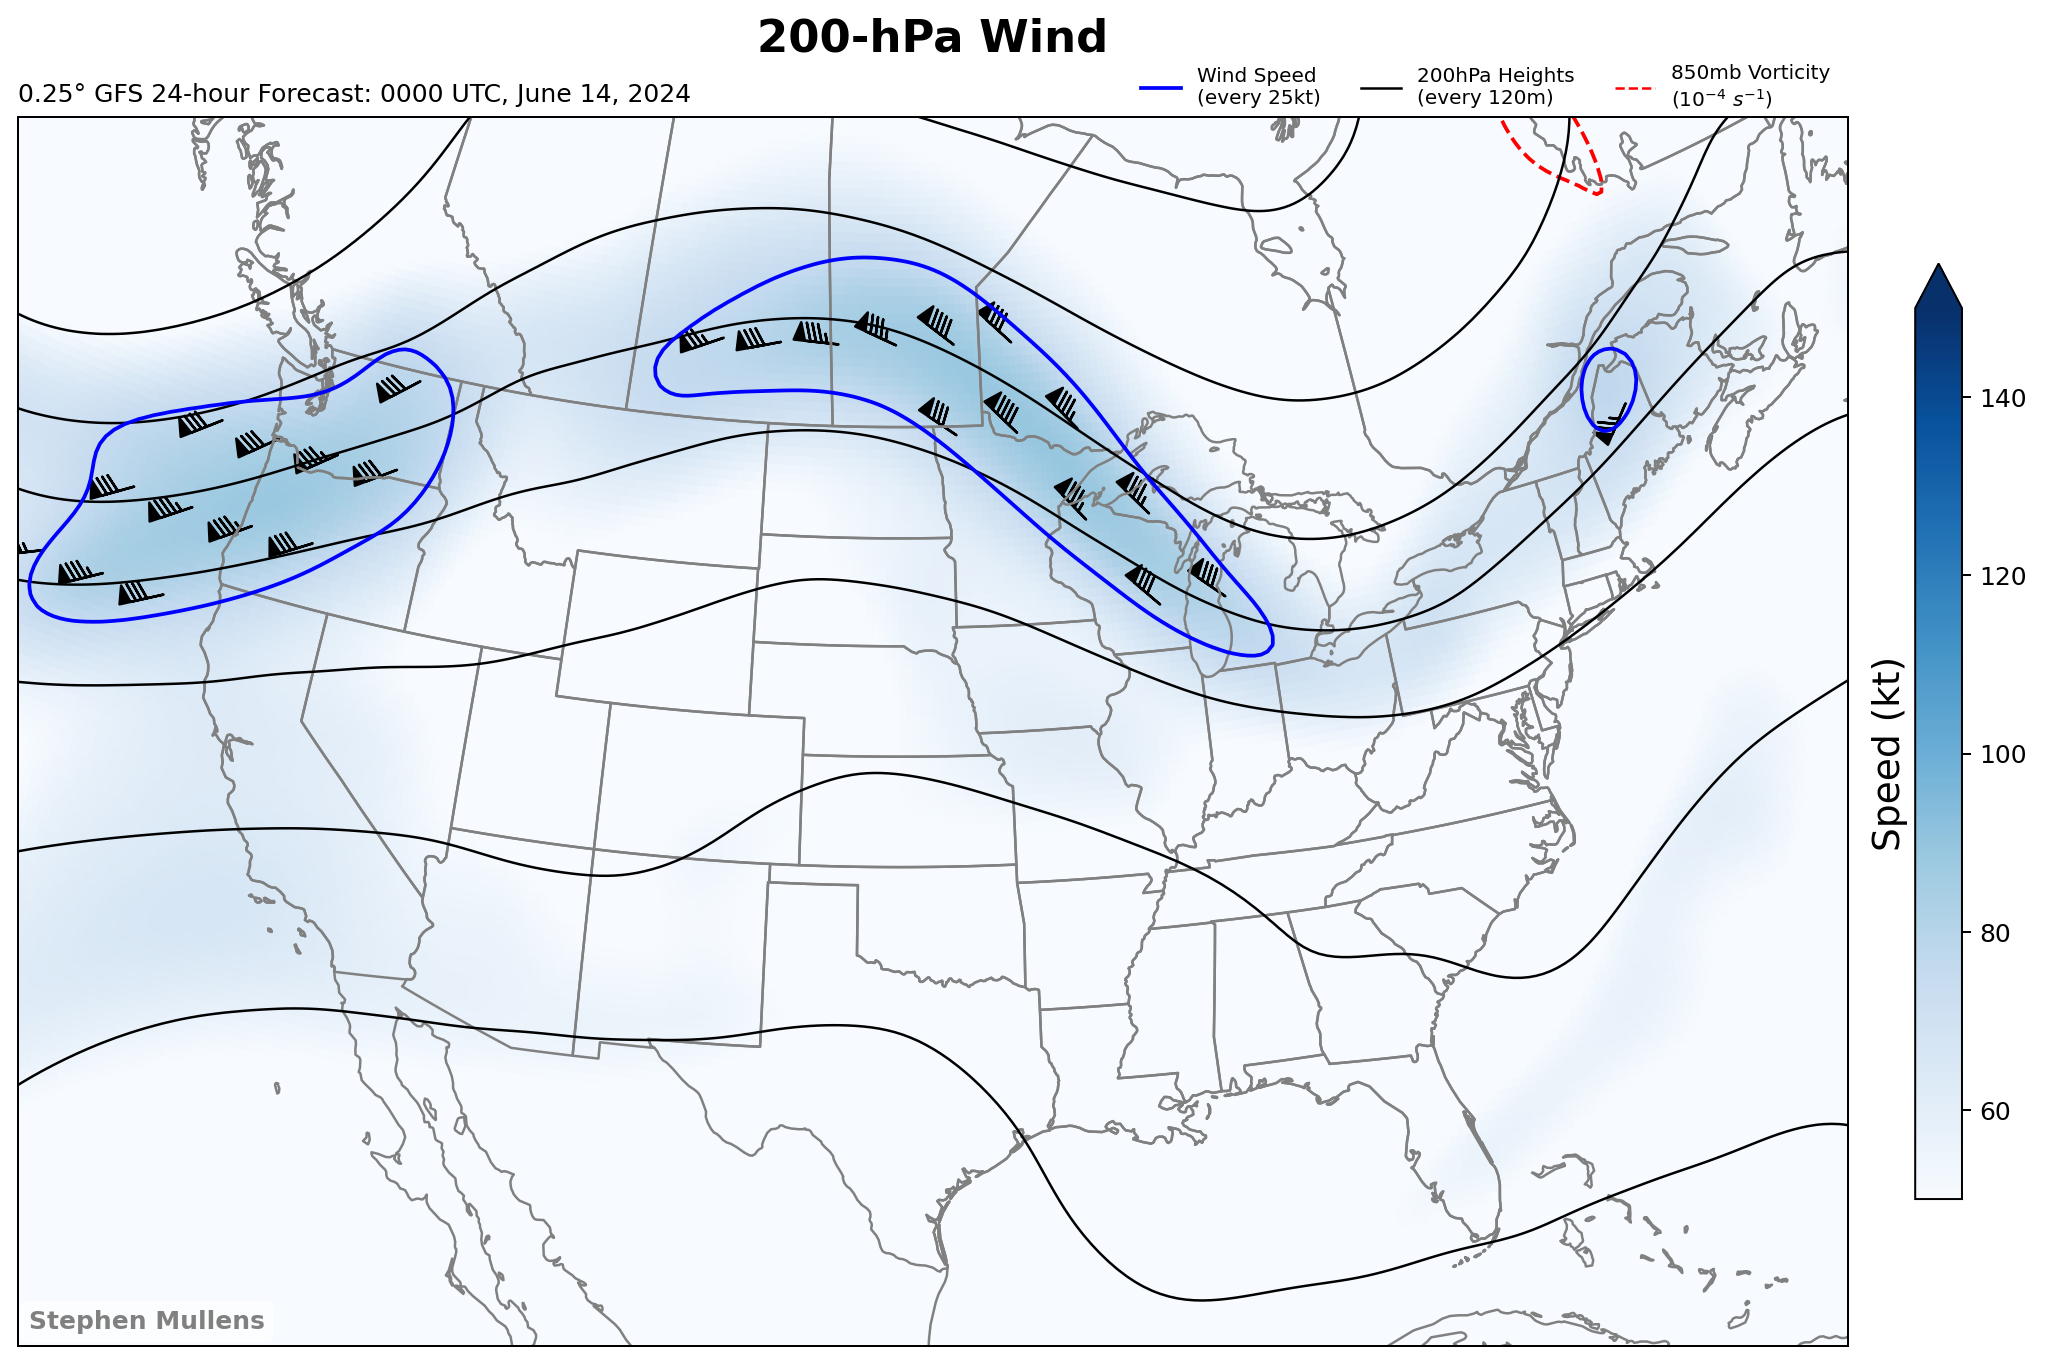 200-hPa Wind
0.25° GFS 24-hour Forecast: 0000 UTC, June 14, 2024
Wind Speed
(every 25kt)
200hPa Heights
(every 120m)
850mb Vorticity
(10⁻⁴ s⁻¹)
140
120
100
80
60
Speed (kt)
Stephen Mullens